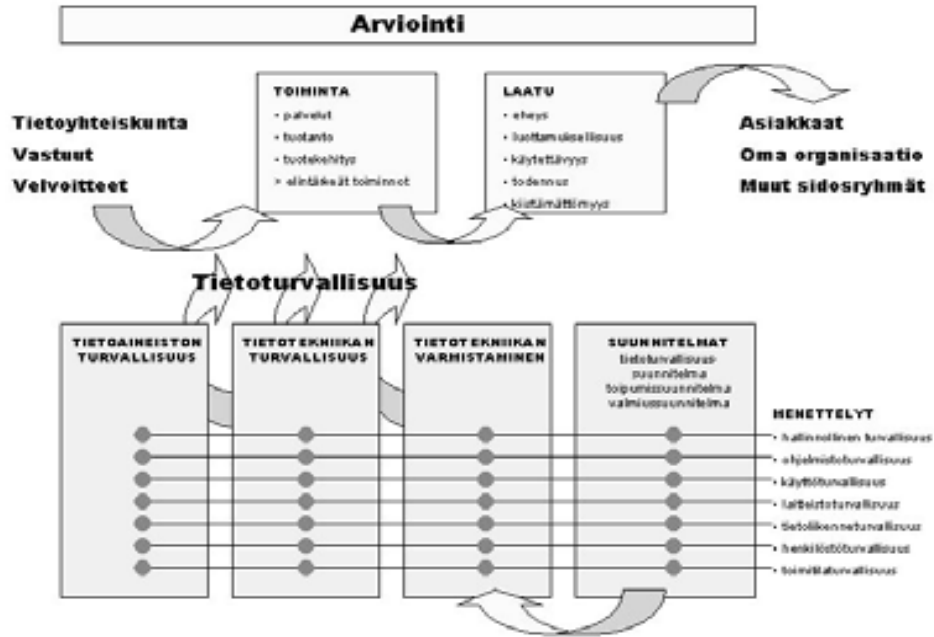 Arviointi
Tietoyhteiskunta
Vastuut
Velvoitteet
TOIMINTA
• palvelut
• tuotanto
• tuotekehitys
> elintärkeät toiminnot
LAATU
• eheys
• luottamuksellisuus
• käytettävyys
• todennus
• kiistämättömyys
Asiakkaat
Oma organisaatio
Muut sidosryhmät
Tietoturvallisuus
TIETOAINEISTON
TURVALLISUUS
TIETOTEKNIIKAN
TURVALLISUUS
TIETOTEKNIIKAN
VARMISTAMINEN
SUUNNITELMAT
tietoturvallisuus-
suunnitelma
toipumissuunnitelma
valmiussuunnitelma
MENETTELYT
• hallinnollinen turvallisuus
• ohjelmistoturvallisuus
• käyttöturvallisuus
• laitteistoturvallisuus
• tietoliikenneturvallisuus
• henkilöstöturvallisuus
• toimitilaturvallisuus